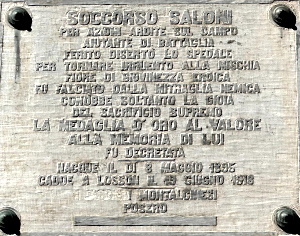 SOCCORSO SALONI
PER AZIONI ARDITE SUL CAMPO
AIUTANTE DI BATTAGLIA
FERITO DISERTÒ LO SPEDALE
PER TORNARE IRRUENTO ALLA MISCHIA
FIORE DI GIOVINEZZA EROICA
FU FALCIATO DALLA MITRAGLIA NEMICA
CONOBBE SOLTANTO LA GIOIA
DEL SACRIFICIO SUPREMO
LA MEDAGLIA D'ORO AL VALORE
ALLA MEMORIA DI LUI
FU DECRETATA
NACQUE IL DI 8 MAGGIO 1895
CADDE A LOSSON IL 19 GIUGNO 1918
I MONTALCINESI
POSERO